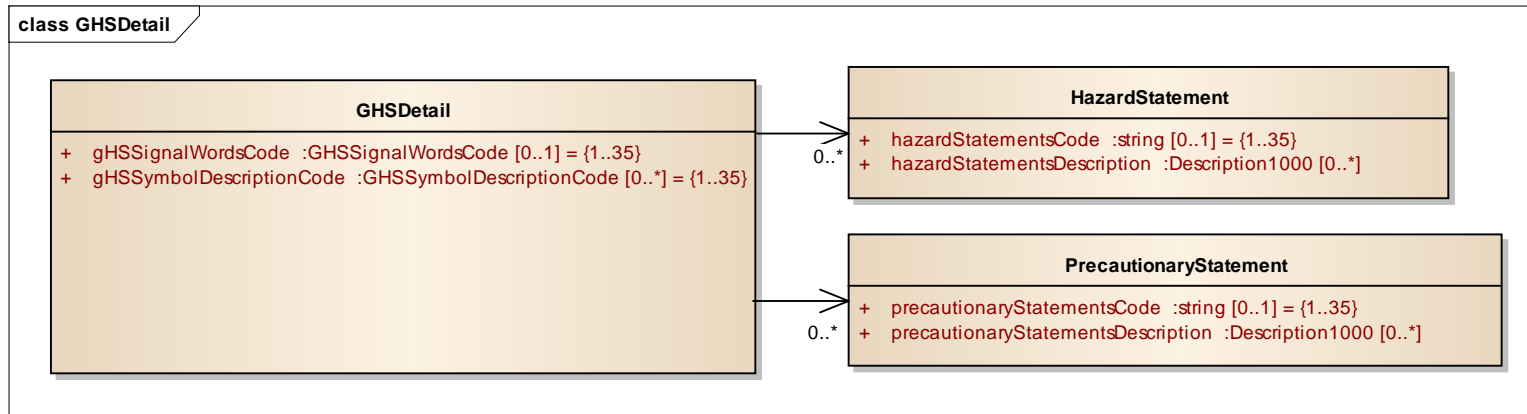 class GHSDetail
GHSDetail
+ gHSSignalWordsCode :GHSSignalWordsCode [0..1] = {1..35}
+ gHSSymbolDescriptionCode :GHSSymbolDescriptionCode [0..*] = {1..35}
HazardStatement
+ hazardStatementsCode :string [0..1] = {1..35}
+ hazardStatementsDescription :Description1000 [0..*]
0..*
PrecautionaryStatement
+ precautionaryStatementsCode :string [0..1] = {1..35}
+ precautionaryStatementsDescription :Description1000 [0..*]
0..*